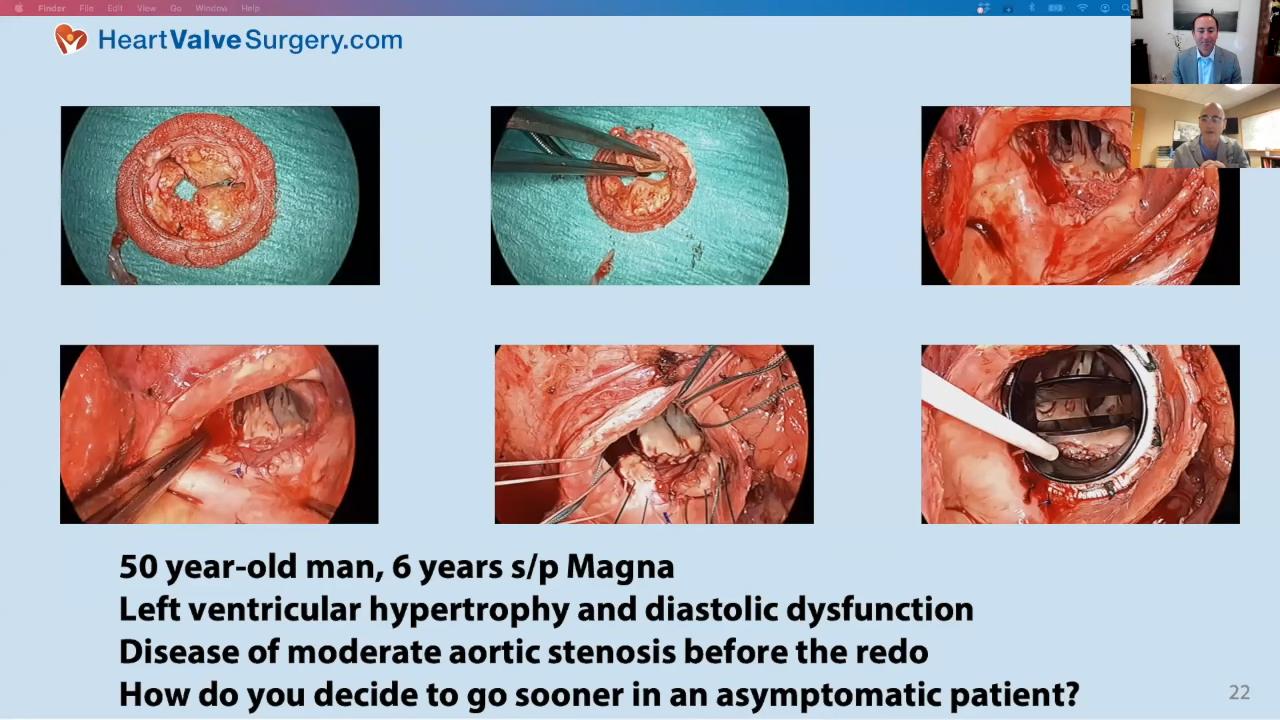 Finder File Edit View Go Window Help
HeartValveSurgery.com
50 year-old man, 6 years s/p Magna
Left ventricular hypertrophy and diastolic dysfunction
Disease of moderate aortic stenosis before the redo
How do you decide to go sooner in an asymptomatic patient?
22